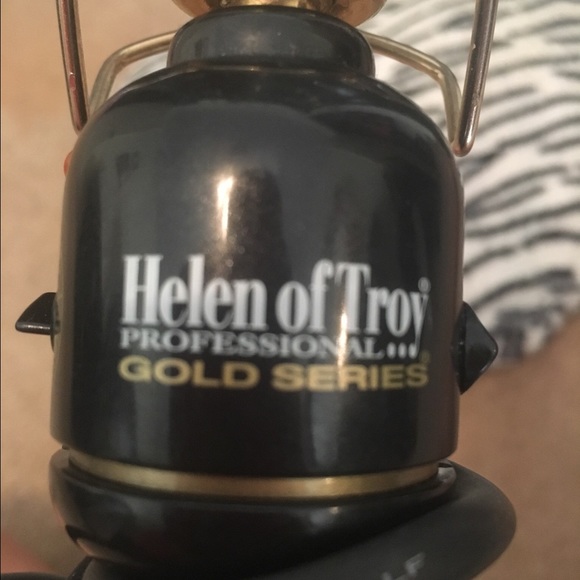 Helen of Troy®
PROFESSIONAL...
GOLD SERIES®